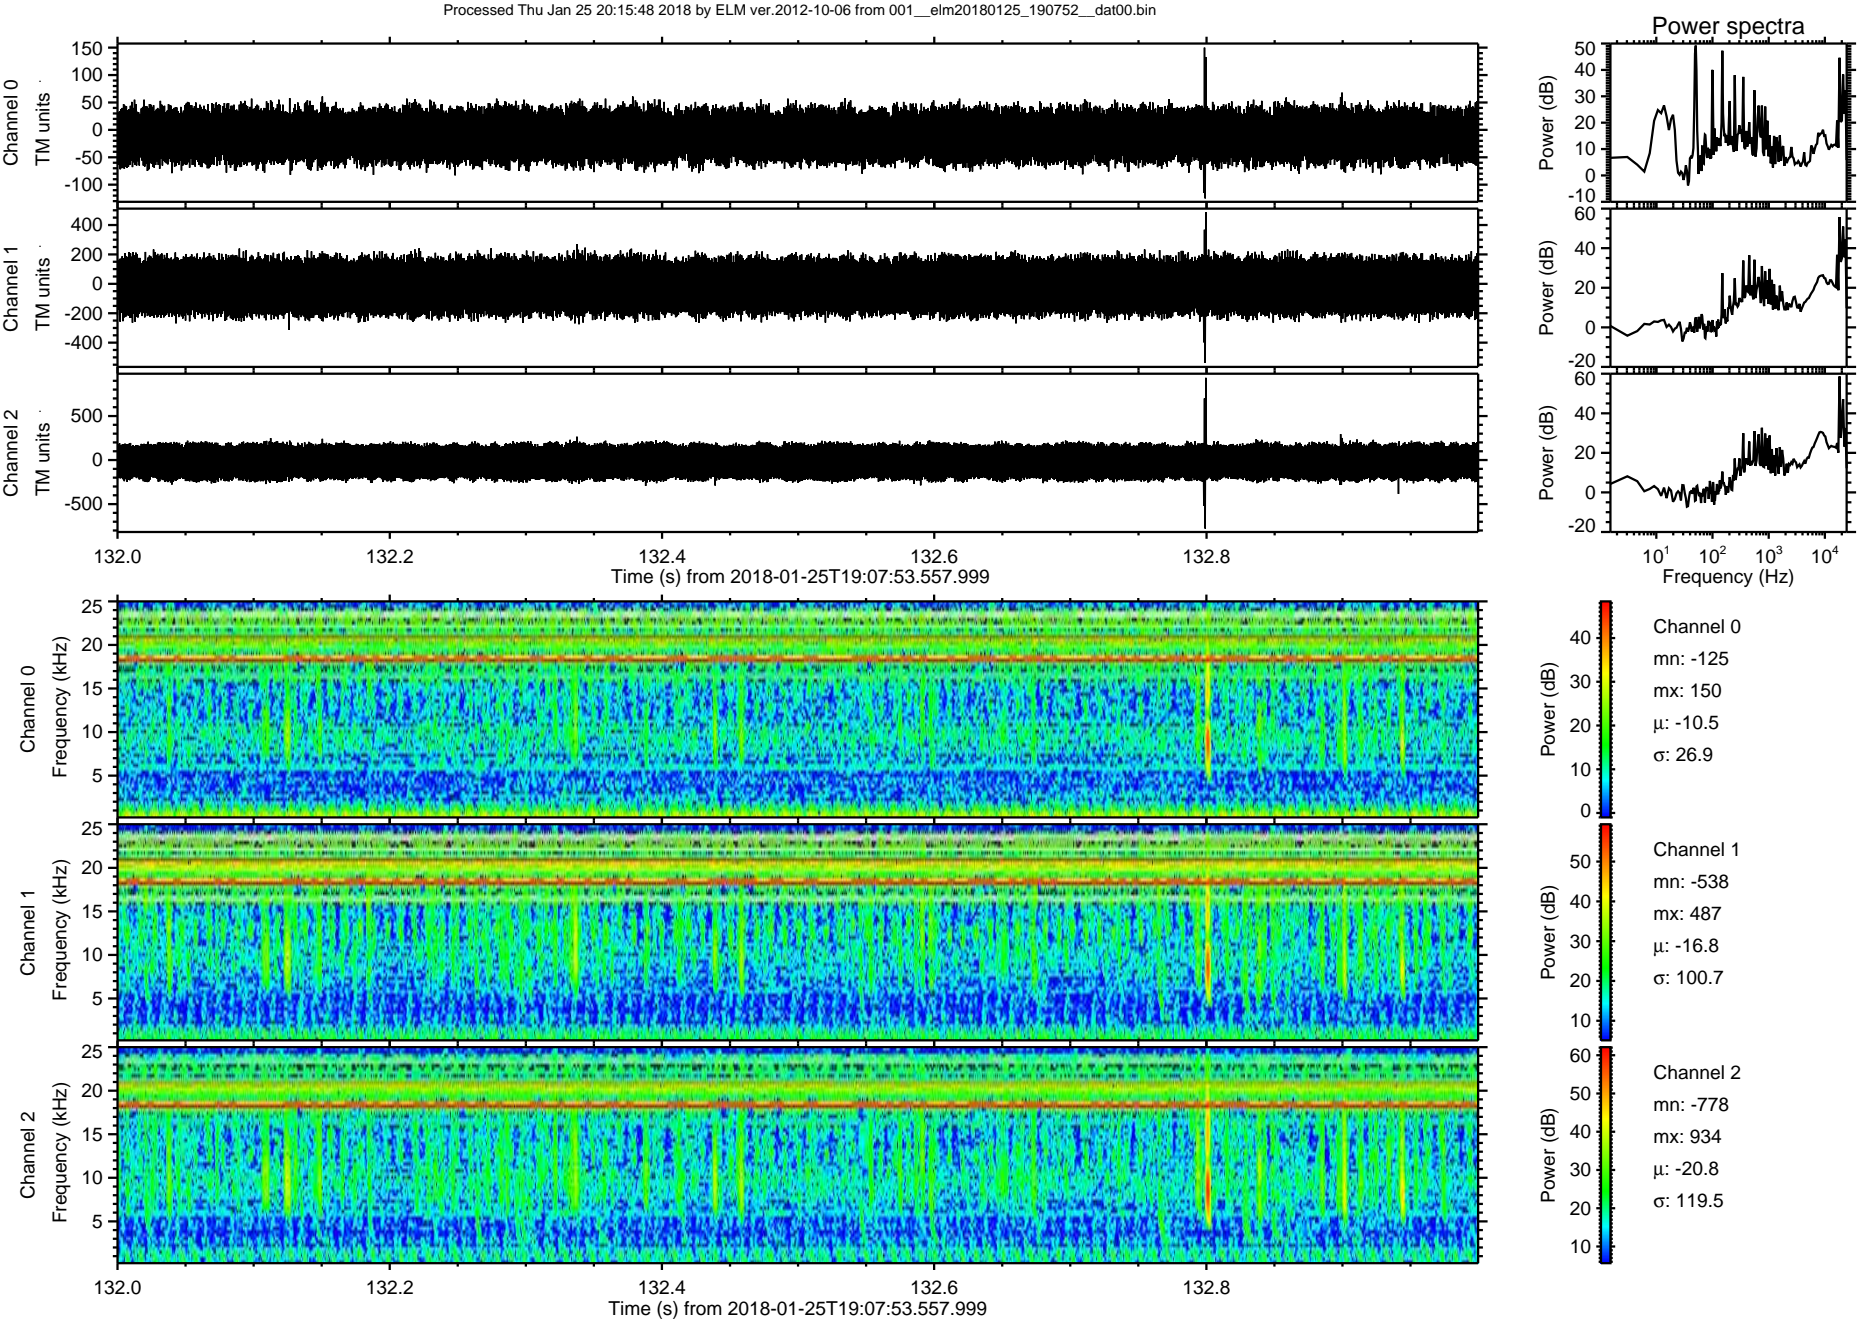 Processed Thu Jan 25 20:15:48 2018 by ELM ver.2012-10-06 from 001__elm20180125_190752__dat00.bin
Power spectra
Channel 0
TM units
150
100
50
0
-50
-100
Power (dB)
50
40
30
20
10
0
-10
Channel 1
TM units
400
200
0
-200
-400
Power (dB)
60
40
20
0
-20
Channel 2
TM units
500
0
-500
Power (dB)
60
40
20
0
-20
132.0 132.2 132.4 132.6 132.8
Time (s) from 2018-01-25T19:07:53.557.999
10¹ 10² 10³ 10⁴
Frequency (Hz)
Channel 0
Frequency (kHz)
25
20
15
10
5
Power (dB)
40
30
20
10
0
Channel 0
mn: -125
mx: 150
μ: -10.5
σ: 26.9
Channel 1
Frequency (kHz)
25
20
15
10
5
Power (dB)
50
40
30
20
10
Channel 1
mn: -538
mx: 487
μ: -16.8
σ: 100.7
Channel 2
Frequency (kHz)
25
20
15
10
5
Power (dB)
60
50
40
30
20
10
Channel 2
mn: -778
mx: 934
μ: -20.8
σ: 119.5
132.0 132.2 132.4 132.6 132.8
Time (s) from 2018-01-25T19:07:53.557.999